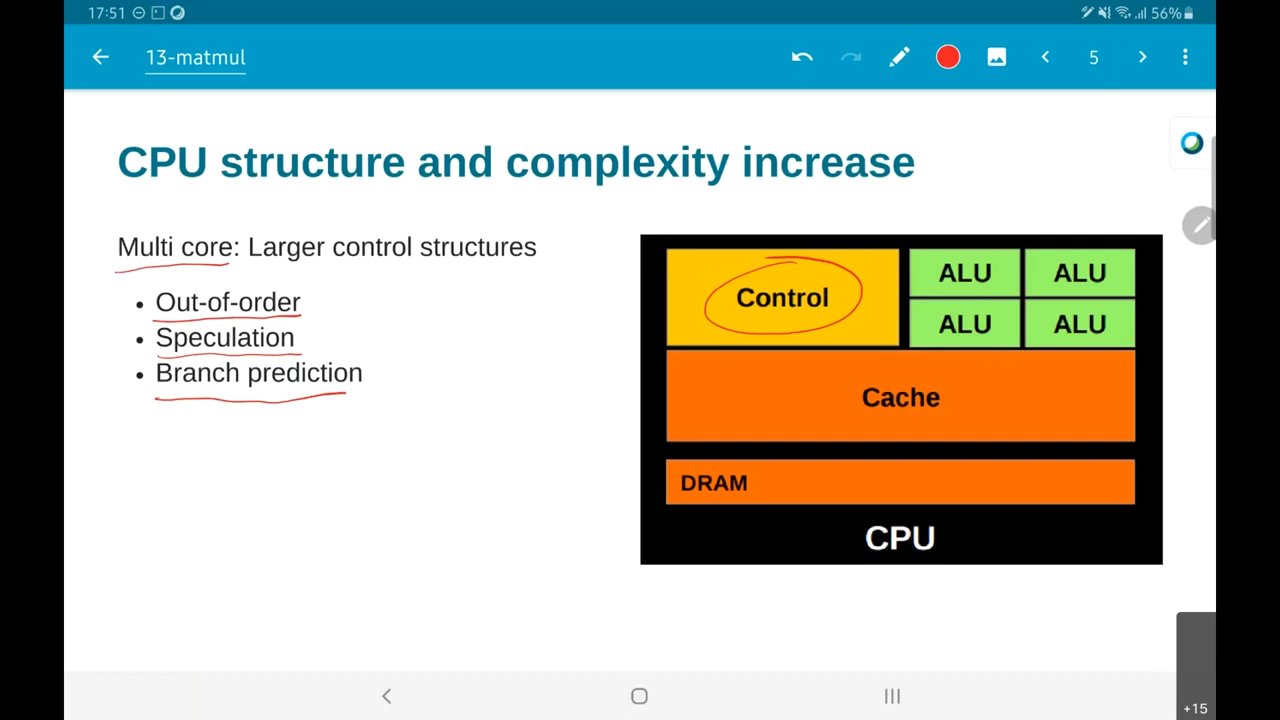 17:51
56%
13-matmul
5
CPU structure and complexity increase
Multi core: Larger control structures
• Out-of-order
• Speculation
• Branch prediction
Control
ALU ALU
ALU ALU
Cache
DRAM
CPU
+15